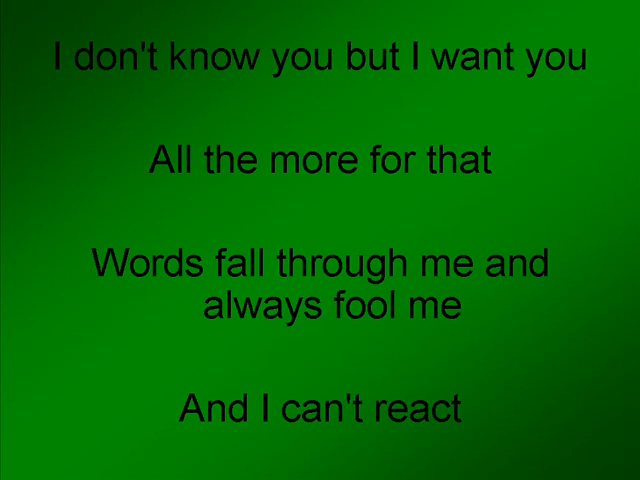 I don't know you but I want you
All the more for that
Words fall through me and
always fool me
And I can't react